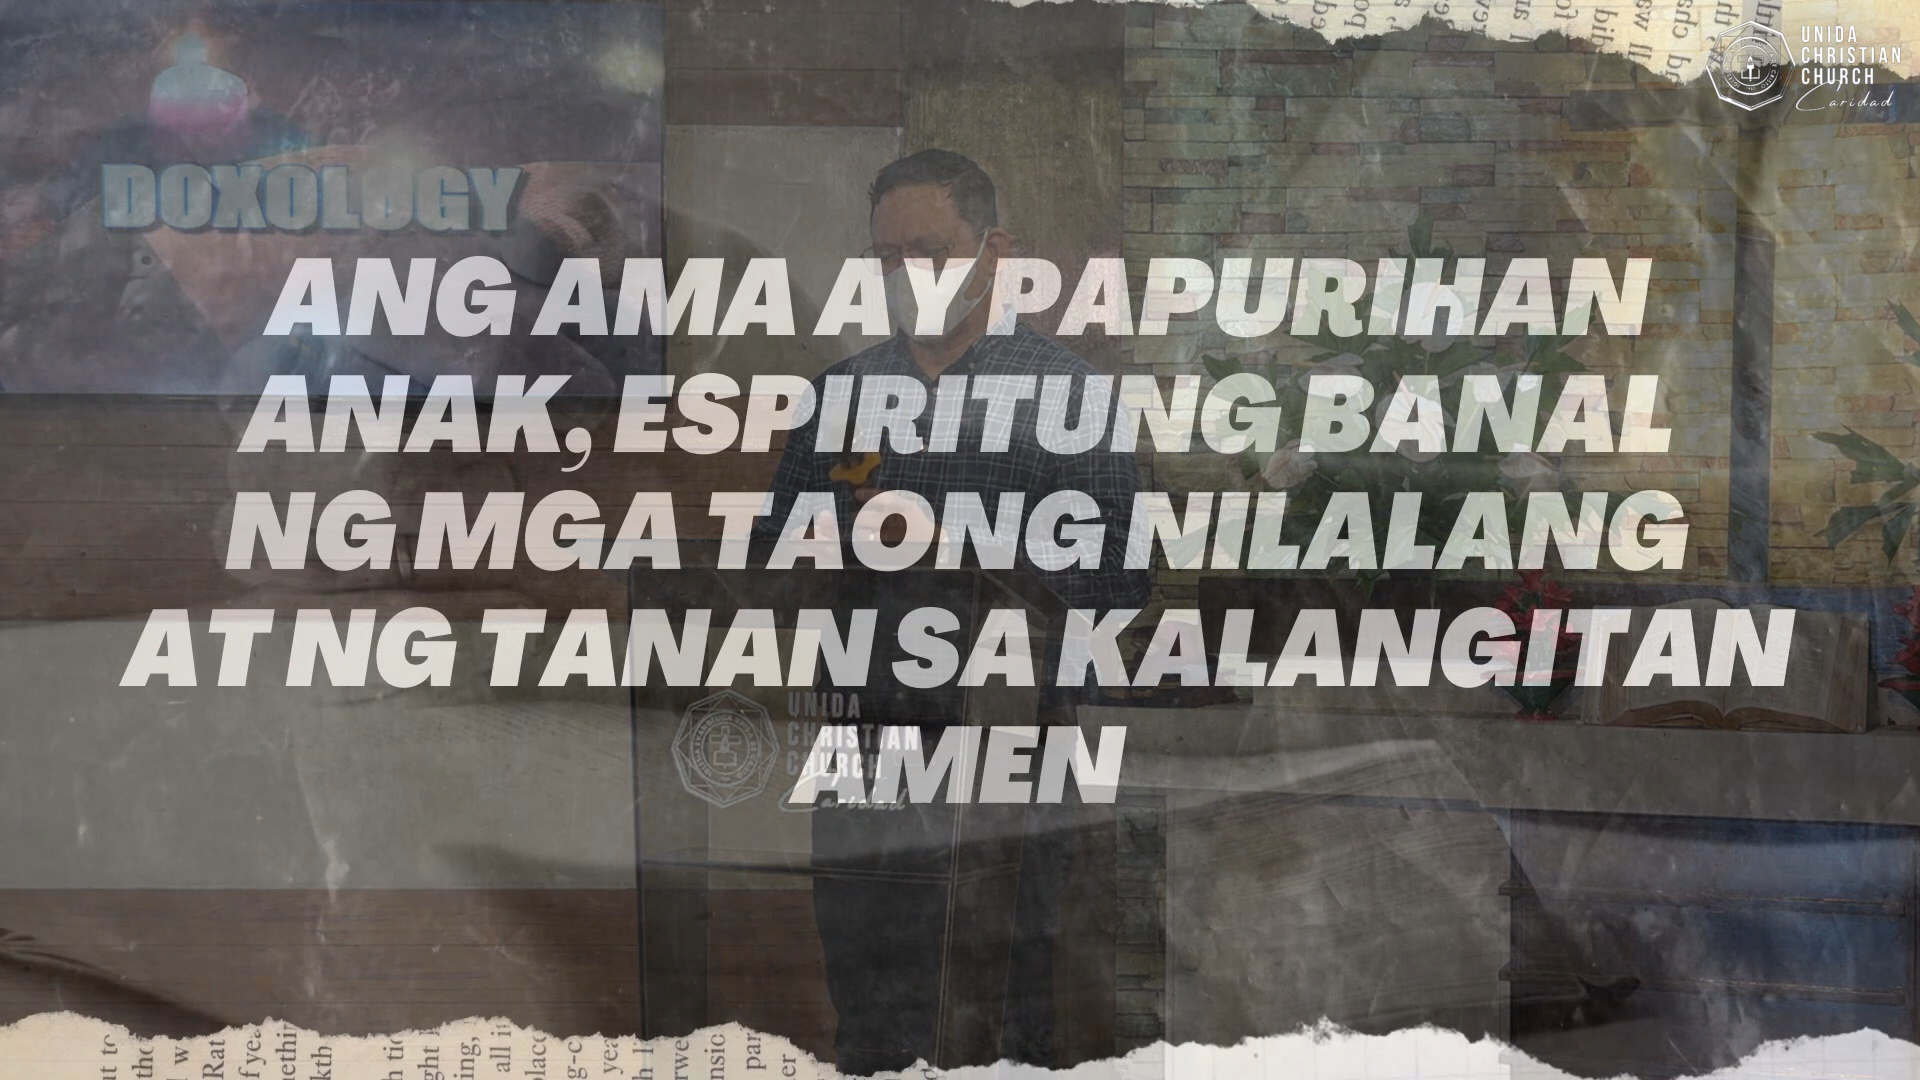 UNIDA
CHRISTIAN
CHURCH
Caridad
DOXOLOGY
ANG AMA AY PAPURIHAN
ANAK, ESPIRITUNG BANAL
NG MGA TAONG NILALANG
AT NG TANAN SA KALANGITAN
AMEN
UNIDA
CHRISTIAN
CHURCH
Caridad